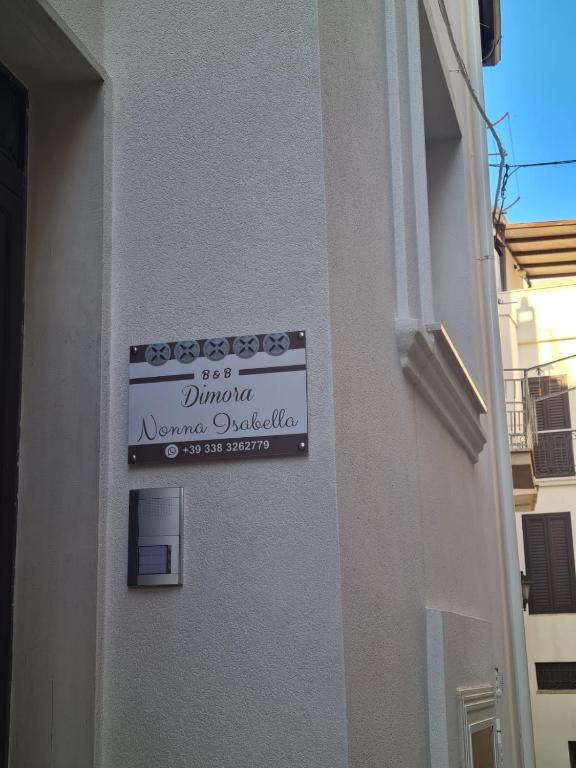 B&B
Dimora
Nonna Isabella
+39 338 3262779